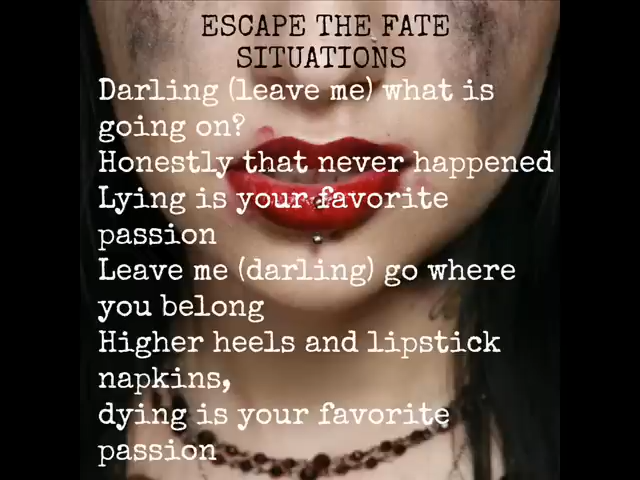 ESCAPE THE FATE
SITUATIONS
Darling (leave me) what is
going on?
Honestly that never happened
Lying is your favorite
passion
Leave me (darling) go where
you belong
Higher heels and lipstick
napkins,
dying is your favorite
passion